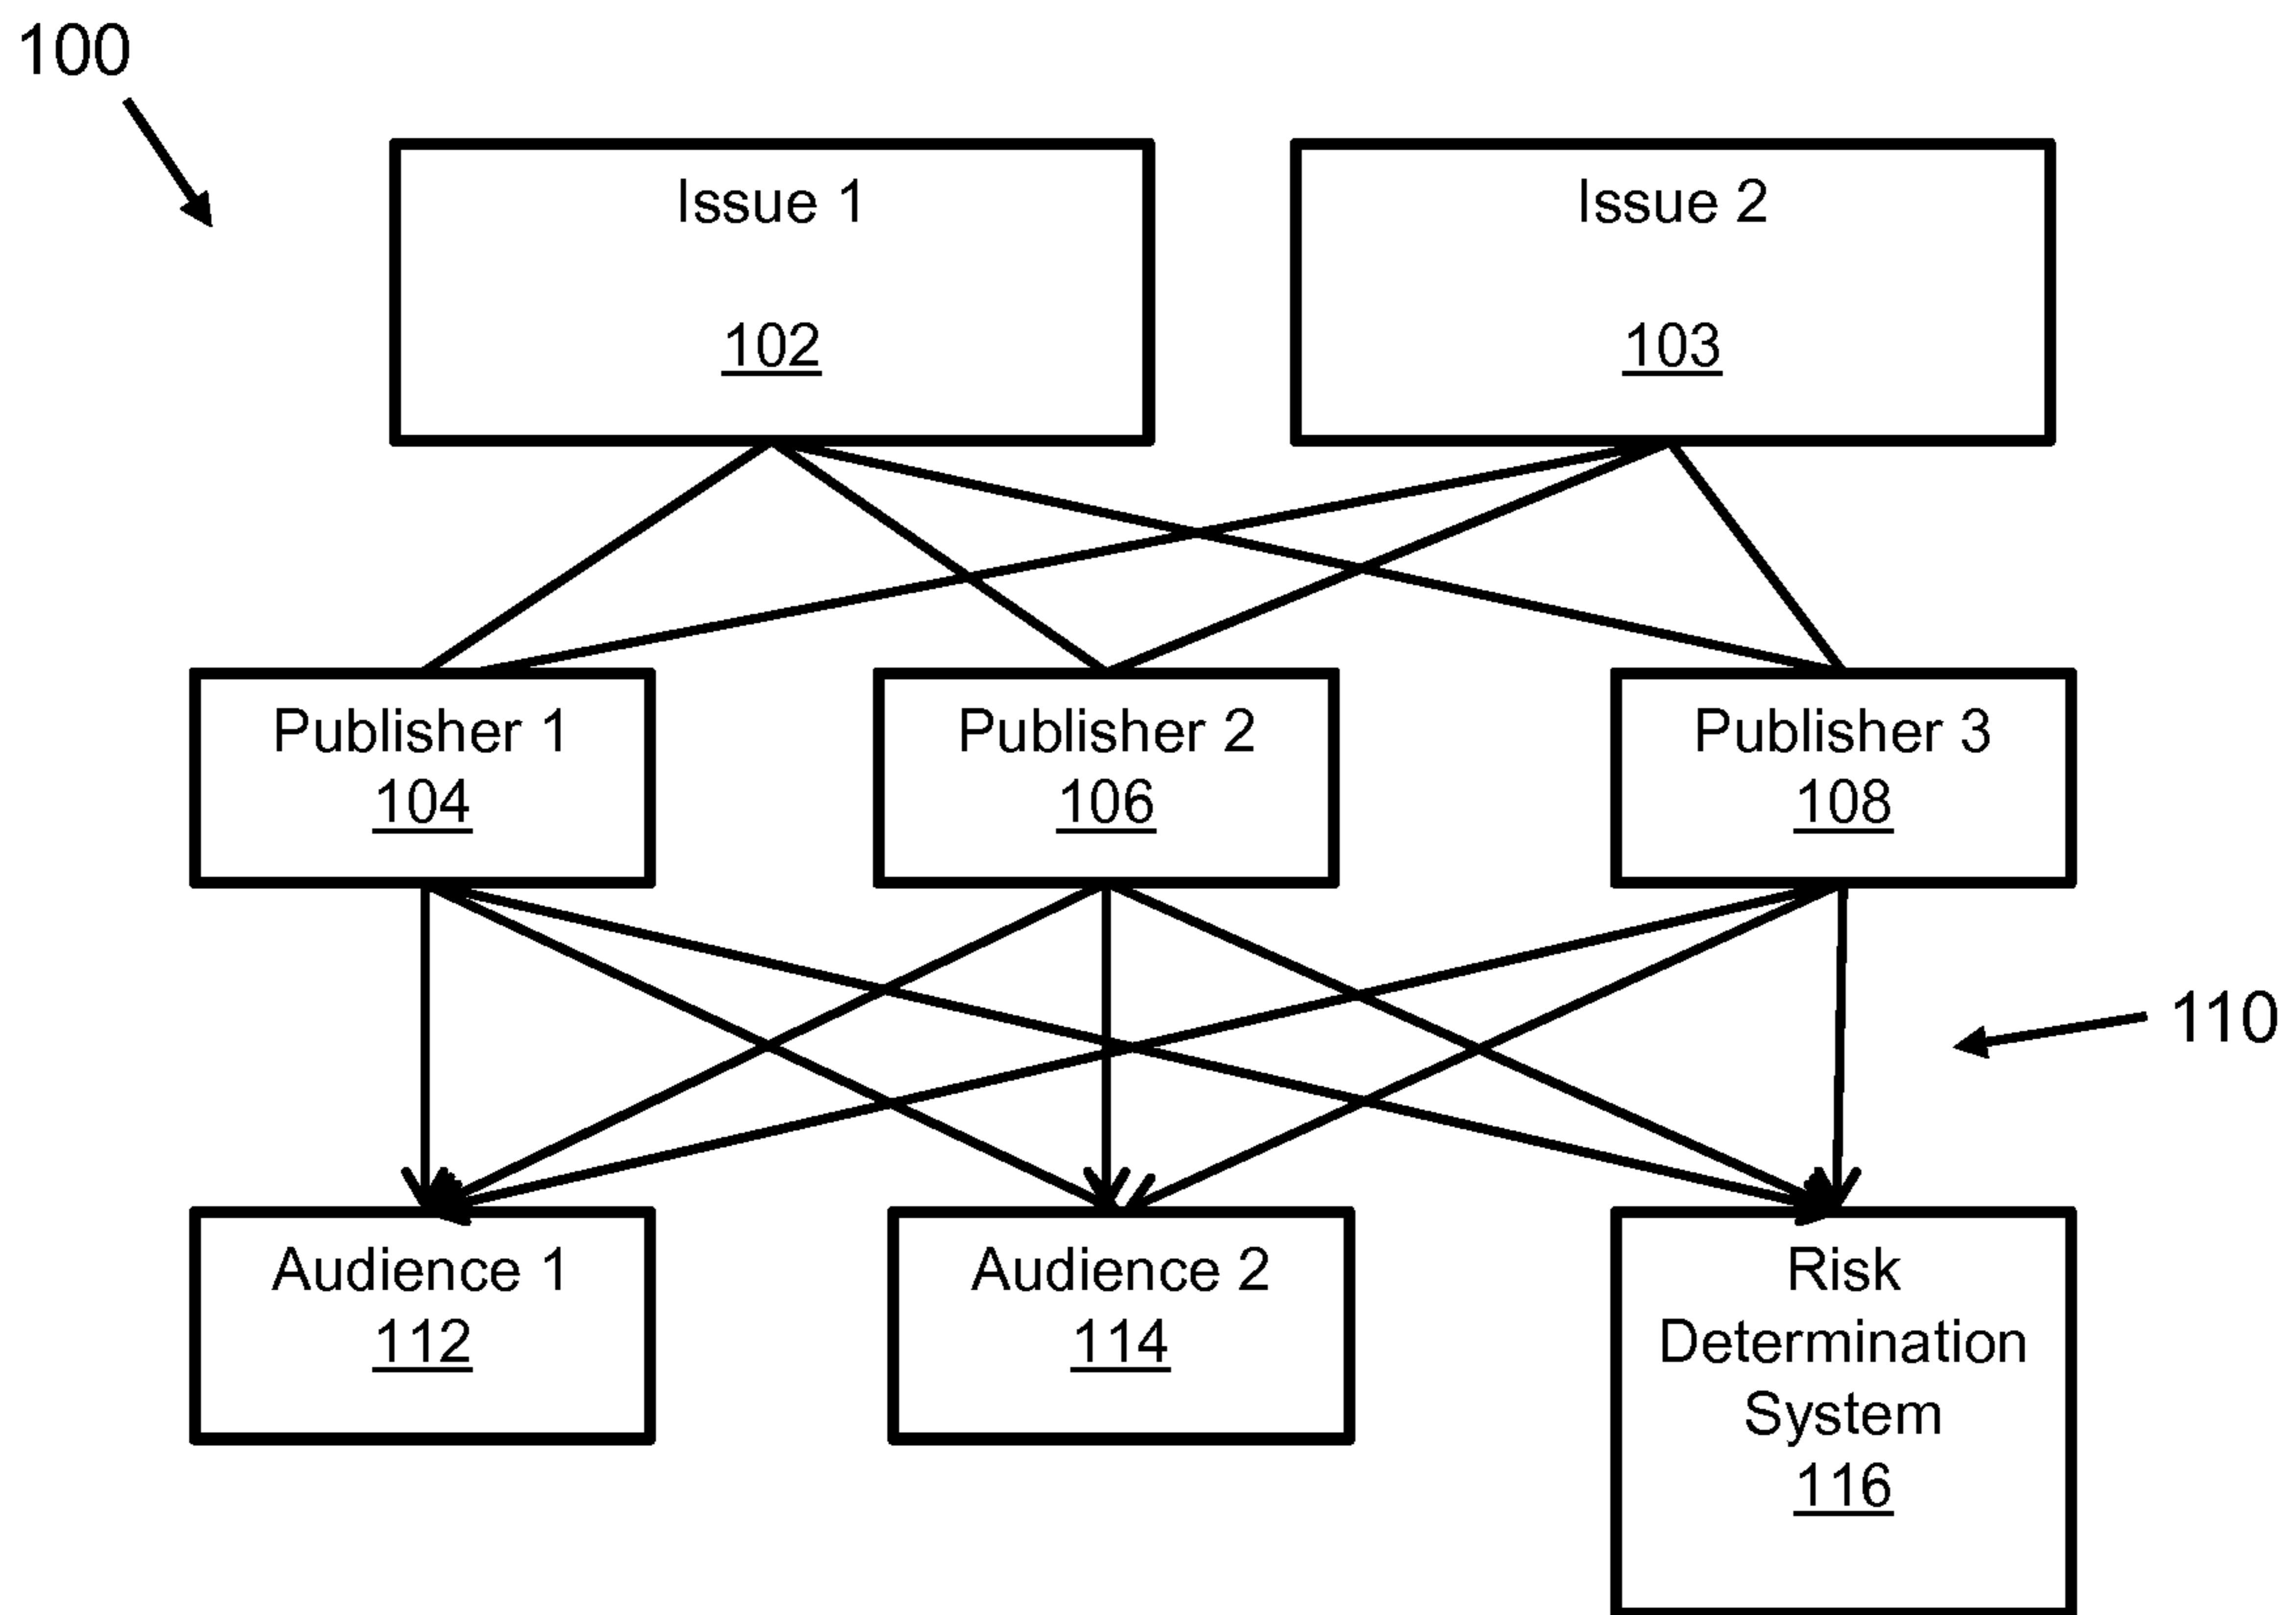 100
Issue 1
102
Issue 2
103
Publisher 1
104
Publisher 2
106
Publisher 3
108
110
Audience 1
112
Audience 2
114
Risk
Determination
System
116